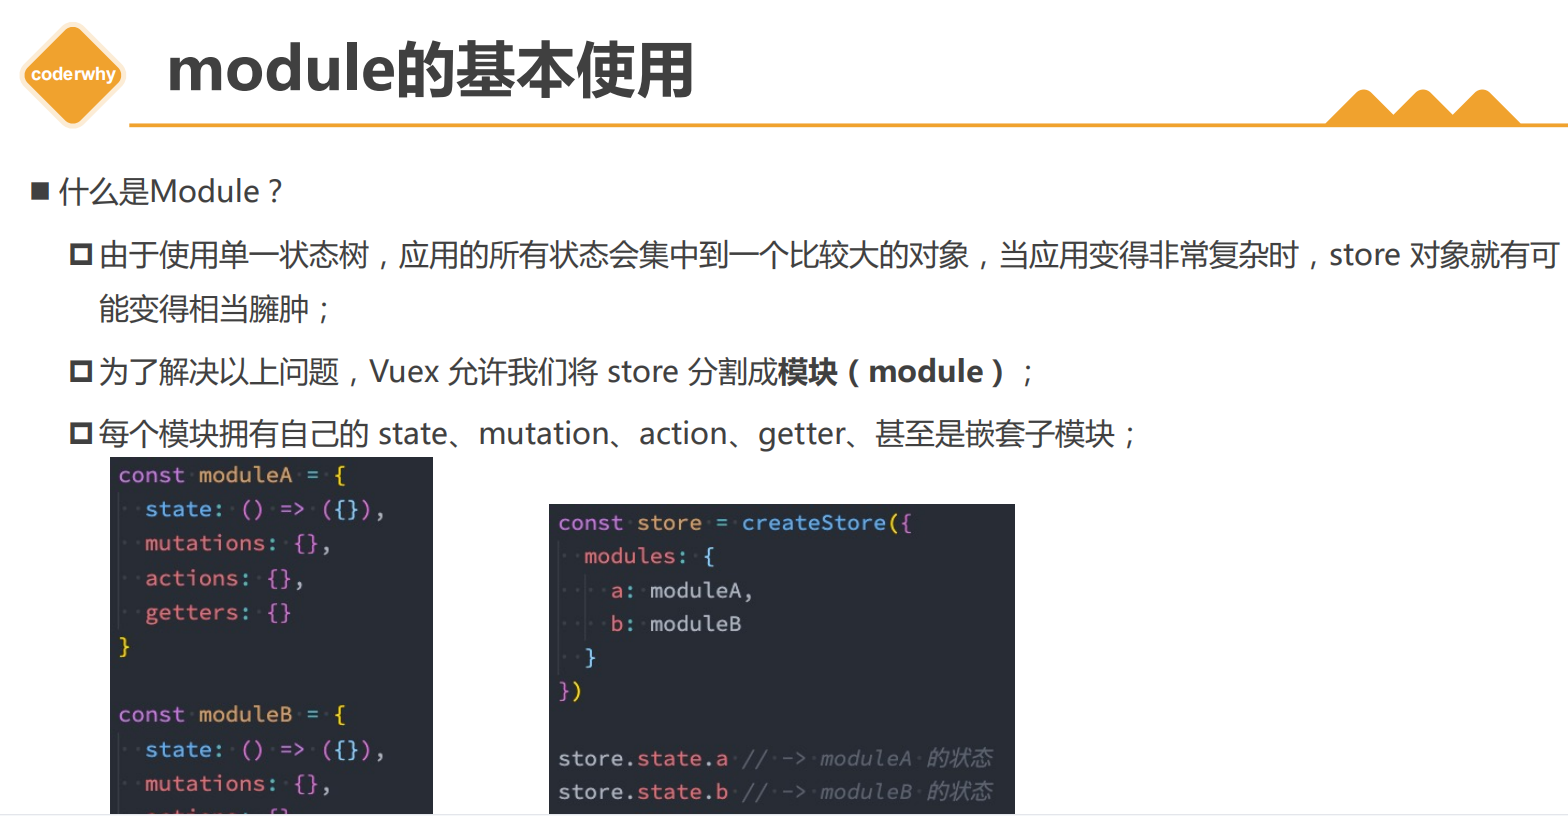 coderwhy
module的基本使用
什么是Module？
由于使用单一状态树，应用的所有状态会集中到一个比较大的对象，当应用变得非常复杂时，store 对象就有可
能变得相当臃肿；
为了解决以上问题，Vuex 允许我们将 store 分割成模块（module）；
每个模块拥有自己的 state、mutation、action、getter、甚至是嵌套子模块；
const moduleA = {
state: () => ({}),
mutations: {},
actions: {},
getters: {}
}
const moduleB = {
state: () => ({}),
mutations: {},
const store = createStore({
modules: {
a: moduleA,
b: moduleB
}
})
store.state.a // -> moduleA 的状态
store.state.b // -> moduleB 的状态